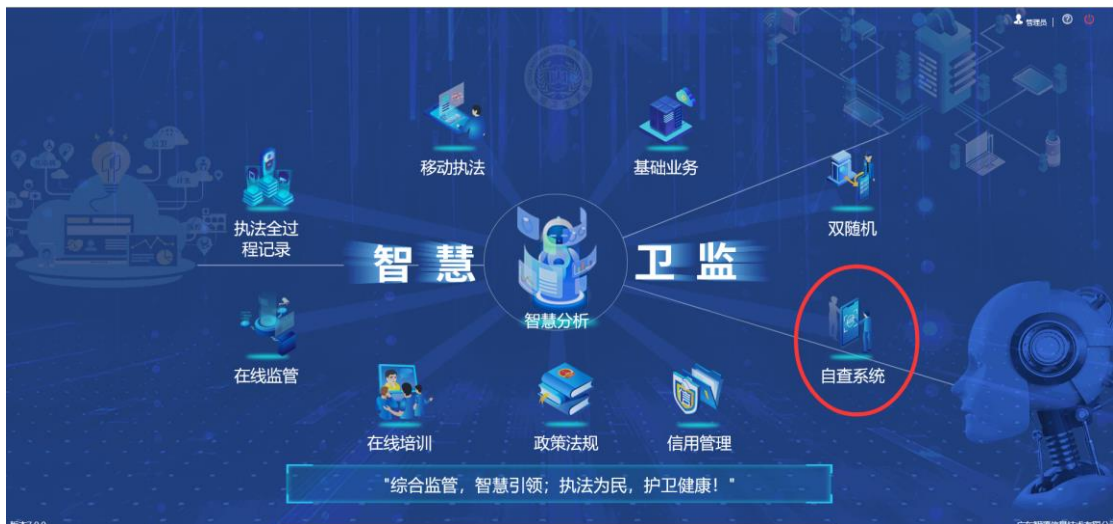 管理员 |
移动执法
基础业务
执法全过
程记录
双随机
智慧 卫监
智慧分析
在线监管
自查系统
在线培训
政策法规
信用管理
"综合监管，智慧引领；执法为民，护卫健康！"